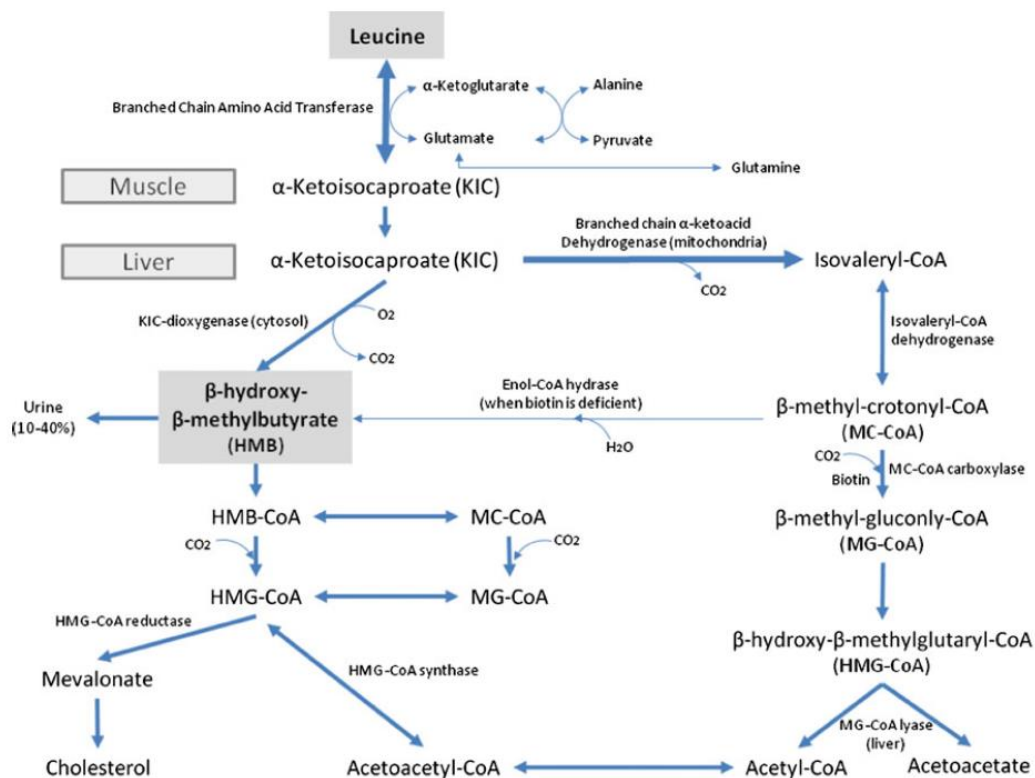 Leucine
Branched Chain Amino Acid Transferase
α-Ketoglutarate
Alanine
Glutamate
Pyruvate
Glutamine
Muscle
α-Ketoisocaproate (KIC)
Liver
α-Ketoisocaproate (KIC)
Branched chain α-ketoacid
Dehydrogenase (mitochondria)
CO2
Isovaleryl-CoA
KIC-dioxygenase (cytosol)
O2
CO2
Isovaleryl-CoA
dehydrogenase
Urine
(10-40%)
β-hydroxy-
β-methylbutyrate
(HMB)
Enol-CoA hydrase
(when biotin is deficient)
H2O
β-methyl-crotonyl-CoA
(MC-CoA)
CO2
Biotin
MC-CoA carboxylase
HMB-CoA
MC-CoA
β-methyl-gluconly-CoA
(MG-CoA)
CO2
CO2
HMG-CoA
MG-CoA
HMG-CoA reductase
HMG-CoA synthase
β-hydroxy-β-methylglutaryl-CoA
(HMG-CoA)
Mevalonate
MG-CoA lyase
(liver)
Cholesterol
Acetoacetyl-CoA
Acetyl-CoA
Acetoacetate